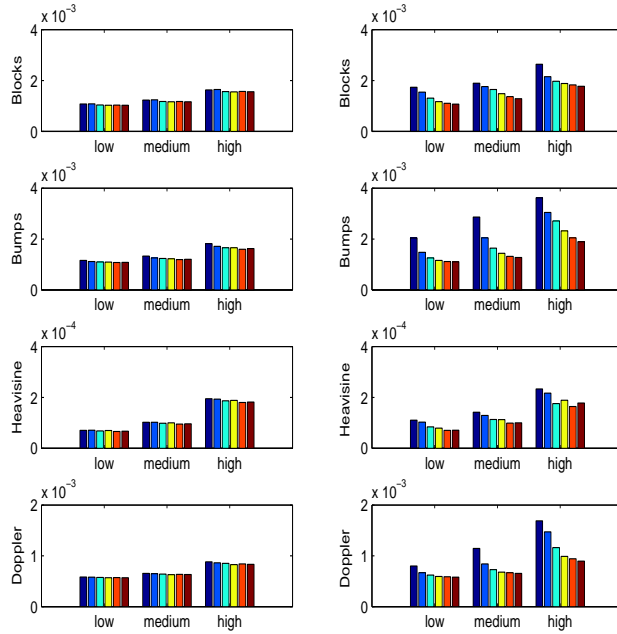 x 10⁻³ x 10⁻³
4 4
Blocks Blocks
2 2
0 0
low medium high low medium high
x 10⁻³ x 10⁻³
4 4
Bumps Bumps
2 2
0 0
low medium high low medium high
x 10⁻⁴ x 10⁻⁴
4 4
Heavisine Heavisine
2 2
0 0
low medium high low medium high
x 10⁻³ x 10⁻³
2 2
Doppler Doppler
1 1
0 0
low medium high low medium high